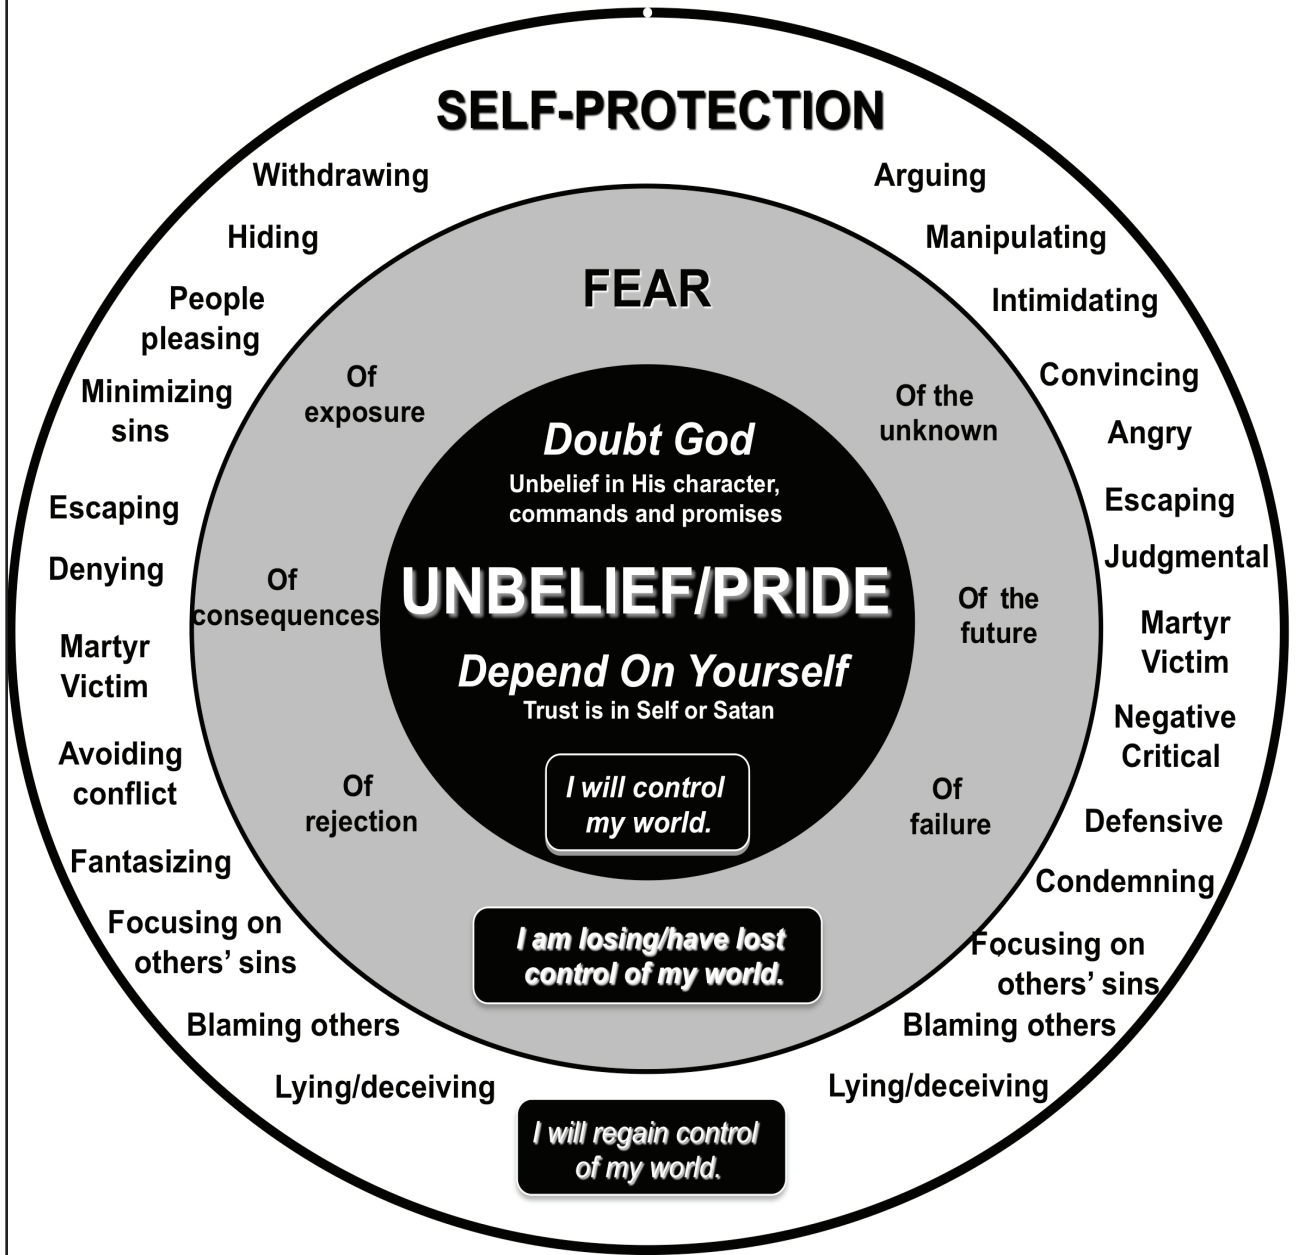 SELF-PROTECTION
Withdrawing
Hiding
People
pleasing
Minimizing
sins
Escaping
Denying
Martyr
Victim
Avoiding
conflict
Fantasizing
Focusing on
others’ sins
Blaming others
Lying/deceiving
Arguing
Manipulating
Intimidating
Convincing
Angry
Escaping
Judgmental
Martyr
Victim
Negative
Critical
Defensive
Condemning
Focusing on
others’ sins
Blaming others
Lying/deceiving
I will regain control
of my world.
FEAR
Of
exposure
Of
consequences
Of
rejection
Of the
unknown
Of the
future
Of
failure
I am losing/have lost
control of my world.
Doubt God
Unbelief in His character,
commands and promises
UNBELIEF/PRIDE
Depend On Yourself
Trust is in Self or Satan
I will control
my world.